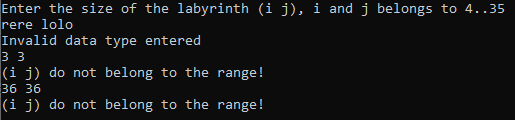 Enter the size of the labyrinth (i j), i and j belongs to 4..35
rere lolo
Invalid data type entered
3 3
(i j) do not belong to the range!
36 36
(i j) do not belong to the range!